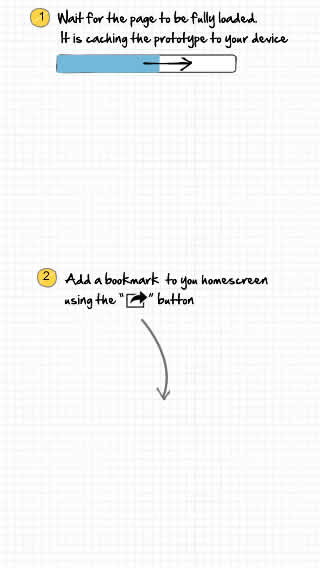 1 Wait for the page to be fully loaded.
It is caching the prototype to your device
2 Add a bookmark to you homescreen
using the "" button